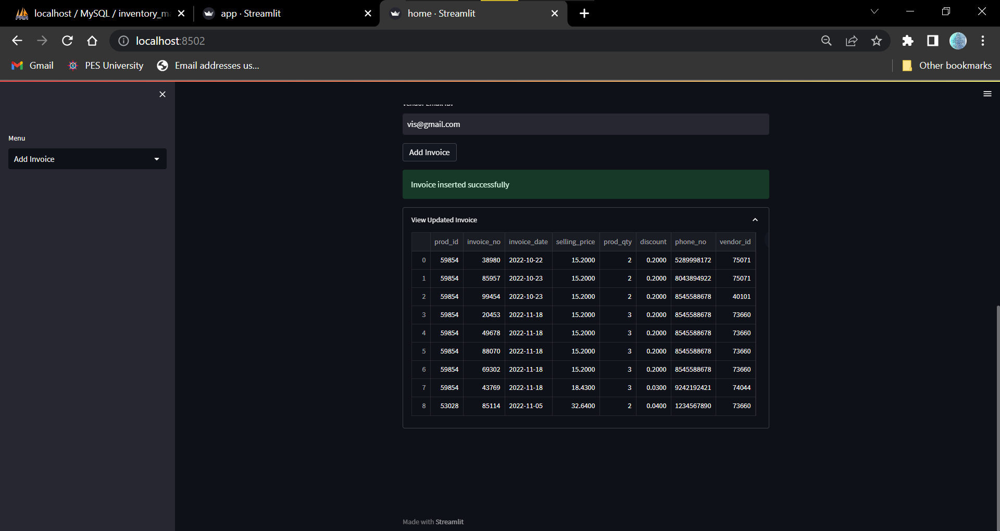 localhost / MySQL / inventory_ma
app · Streamlit
home · Streamlit
localhost:8502
Gmail
PES University
Email addresses us...
Other bookmarks
Menu
Add Invoice
Vendor Email ID:
vis@gmail.com
Add Invoice
Invoice inserted successfully
View Updated Invoice
prod_id invoice_no invoice_date selling_price prod_qty discount phone_no vendor_id
0 59854 38980 2022-10-22 15.2000 2 0.2000 5289998172 75071
1 59854 85957 2022-10-23 15.2000 2 0.2000 8043894922 75071
2 59854 99454 2022-10-23 15.2000 2 0.2000 8545588678 40101
3 59854 20453 2022-11-18 15.2000 3 0.2000 8545588678 73660
4 59854 49678 2022-11-18 15.2000 3 0.2000 8545588678 73660
5 59854 88070 2022-11-18 15.2000 3 0.2000 8545588678 73660
6 59854 69302 2022-11-18 15.2000 3 0.2000 8545588678 73660
7 59854 43769 2022-11-18 18.4300 3 0.0300 9242192421 74044
8 53028 85114 2022-11-05 32.6400 2 0.0400 1234567890 73660
Made with Streamlit